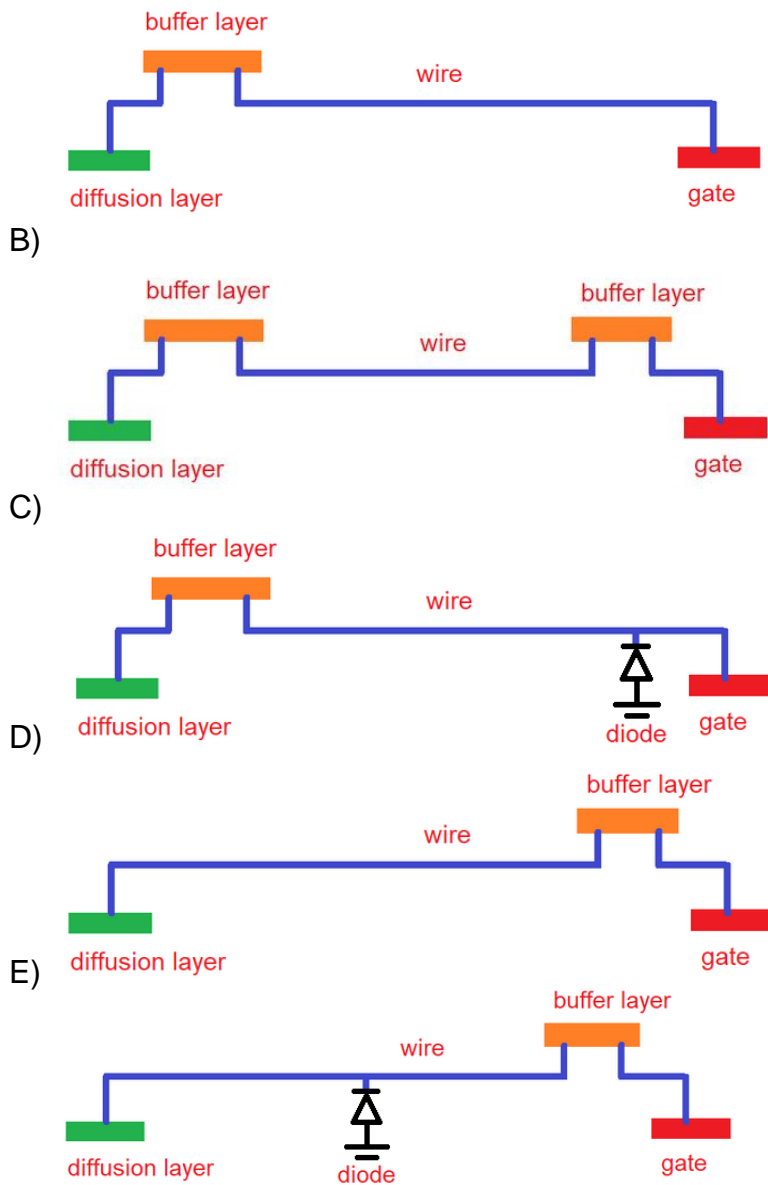 buffer layer
wire
diffusion layer
gate
B)
buffer layer
buffer layer
wire
diffusion layer
gate
C)
buffer layer
wire
diffusion layer
diode
gate
D)
buffer layer
wire
diffusion layer
gate
E)
buffer layer
wire
diffusion layer
diode
gate